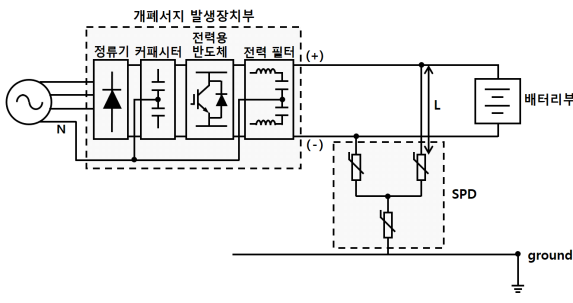 개폐서지 발생장치부
정류기
커패시터
전력용
반도체
전력 필터
(+)
N
(-)
L
배터리부
SPD
ground